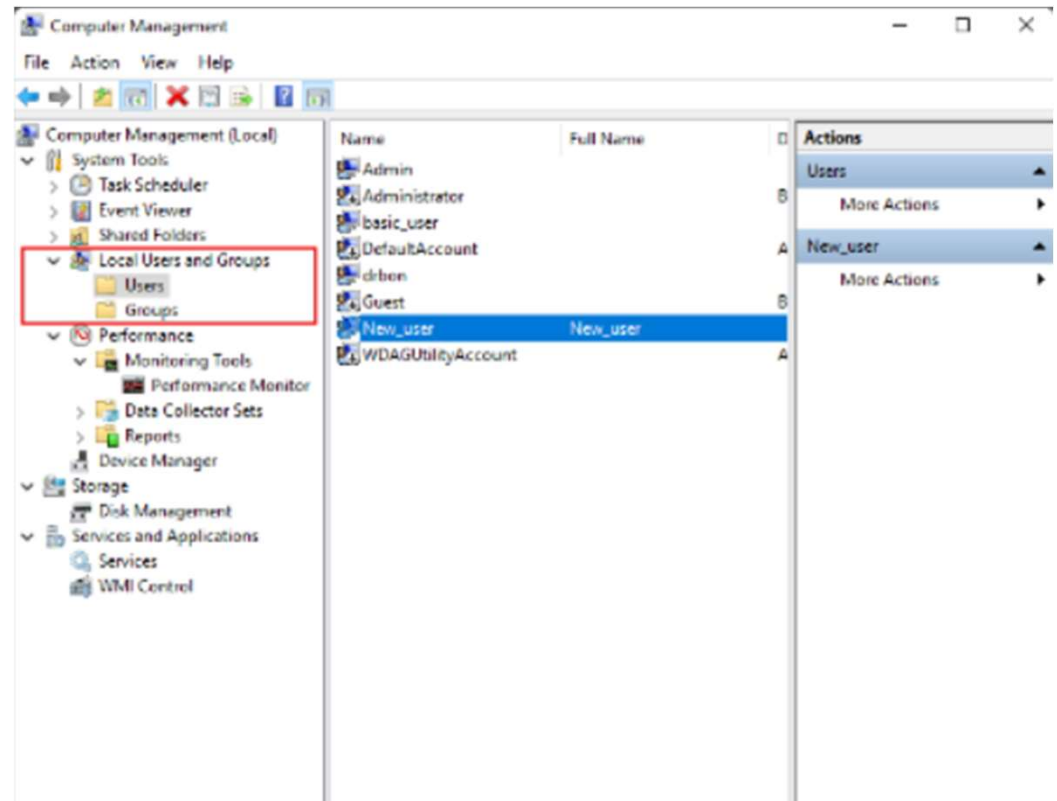 Computer Management
File Action View Help
Computer Management (Local)
System Tools
Task Scheduler
Event Viewer
Shared Folders
Local Users and Groups
Users
Groups
Performance
Monitoring Tools
Performance Monitor
Data Collector Sets
Reports
Device Manager
Storage
Disk Management
Services and Applications
Services
WMI Control
Name Full Name D
Admin
Administrator B
basic_user
DefaultAccount A
drbon
Guest B
New_user New_user
WDAGUtilityAccount A
Actions
Users
More Actions
New_user
More Actions